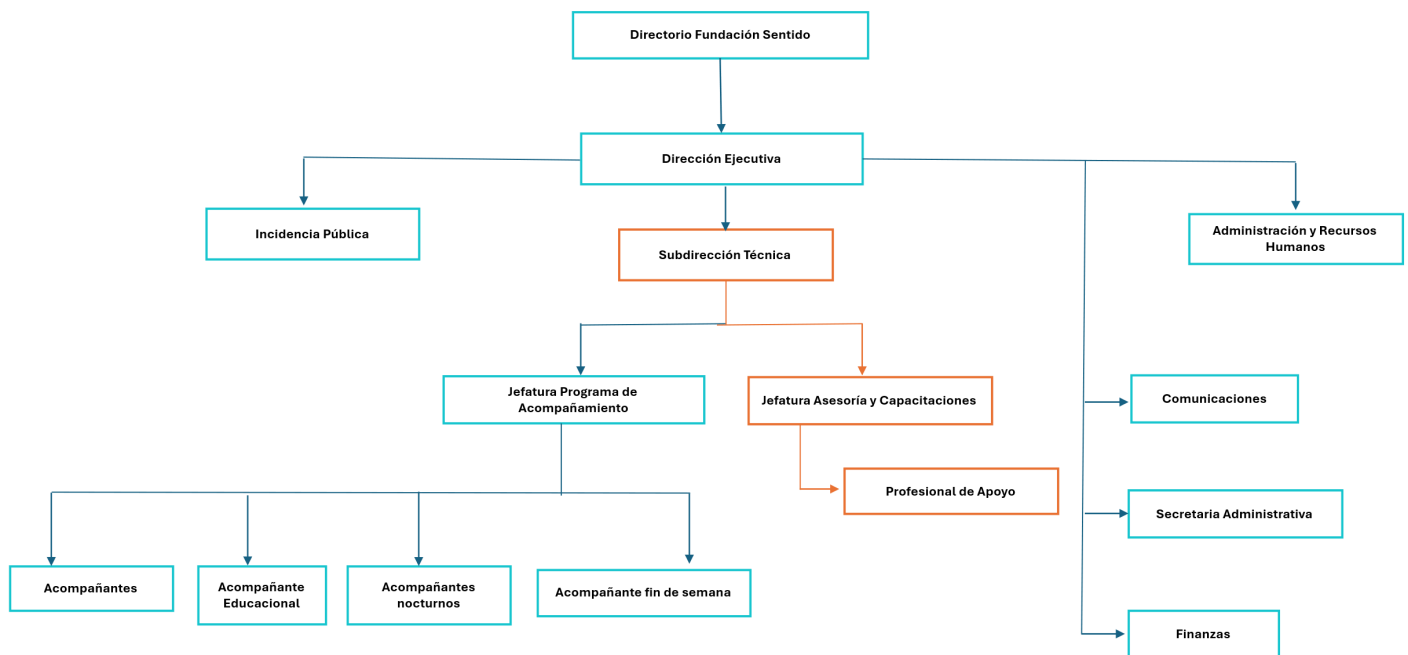 Directorio Fundación Sentido
Dirección Ejecutiva
Incidencia Pública
Administración y Recursos
Humanos
Subdirección Técnica
Jefatura Programa de
Acompañamiento
Jefatura Asesoría y Capacitaciones
Comunicaciones
Profesional de Apoyo
Secretaria Administrativa
Acompañantes
Acompañante
Educacional
Acompañantes
nocturnos
Acompañante fin de semana
Finanzas